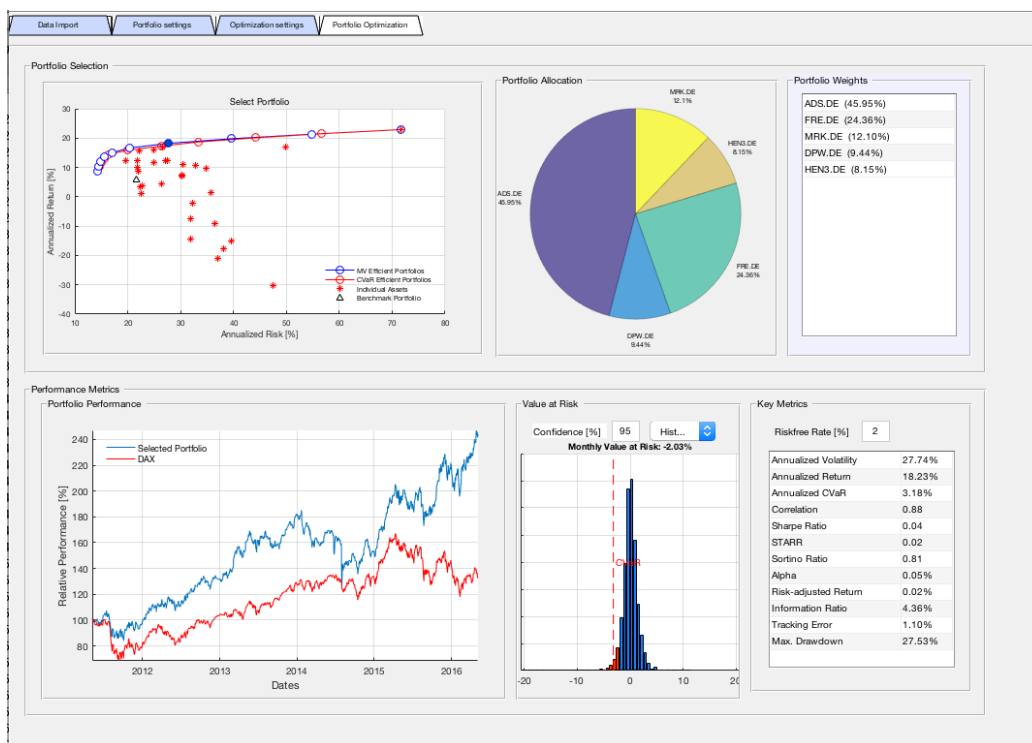 Data Import
Portfolio settings
Optimization settings
Portfolio Optimization
Portfolio Selection
Select Portfolio
30
20
10
0
-10
-20
-30
-40
Annualized Return [%]
10
20
30
40
50
60
70
80
Annualized Risk [%]
MV Efficient Portfolios
CVaR Efficient Portfolios
Individual Assets
Benchmark Portfolio
Portfolio Allocation
MRK.DE
12.1%
HEN3.DE
8.15%
ADS.DE
45.95%
FRE.DE
24.36%
DPW.DE
9.44%
Portfolio Weights
ADS.DE (45.95%)
FRE.DE (24.36%)
MRK.DE (12.10%)
DPW.DE (9.44%)
HEN3.DE (8.15%)
Performance Metrics
Portfolio Performance
240
220
200
180
160
140
120
100
80
Relative Performance [%]
Selected Portfolio
DAX
2012
2013
2014
2015
2016
Dates
Value at Risk
Confidence [%] 95 Hist...
Monthly Value at Risk: -2.03%
CVaR
-20
-10
0
10
20
Key Metrics
Riskfree Rate [%] 2
Annualized Volatility 27.74%
Annualized Return 18.23%
Annualized CVaR 3.18%
Correlation 0.88
Sharpe Ratio 0.04
STARR 0.02
Sortino Ratio 0.81
Alpha 0.05%
Risk-adjusted Return 0.02%
Information Ratio 4.36%
Tracking Error 1.10%
Max. Drawdown 27.53%